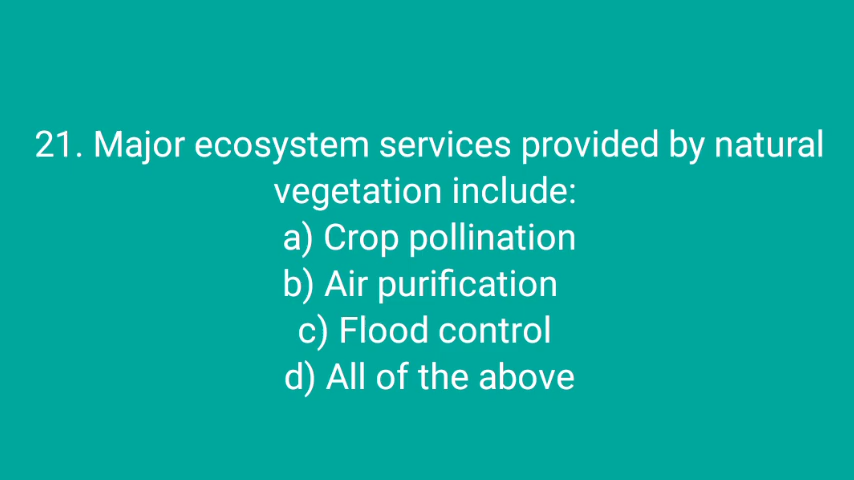 21. Major ecosystem services provided by natural
vegetation include:
a) Crop pollination
b) Air purification
c) Flood control
d) All of the above